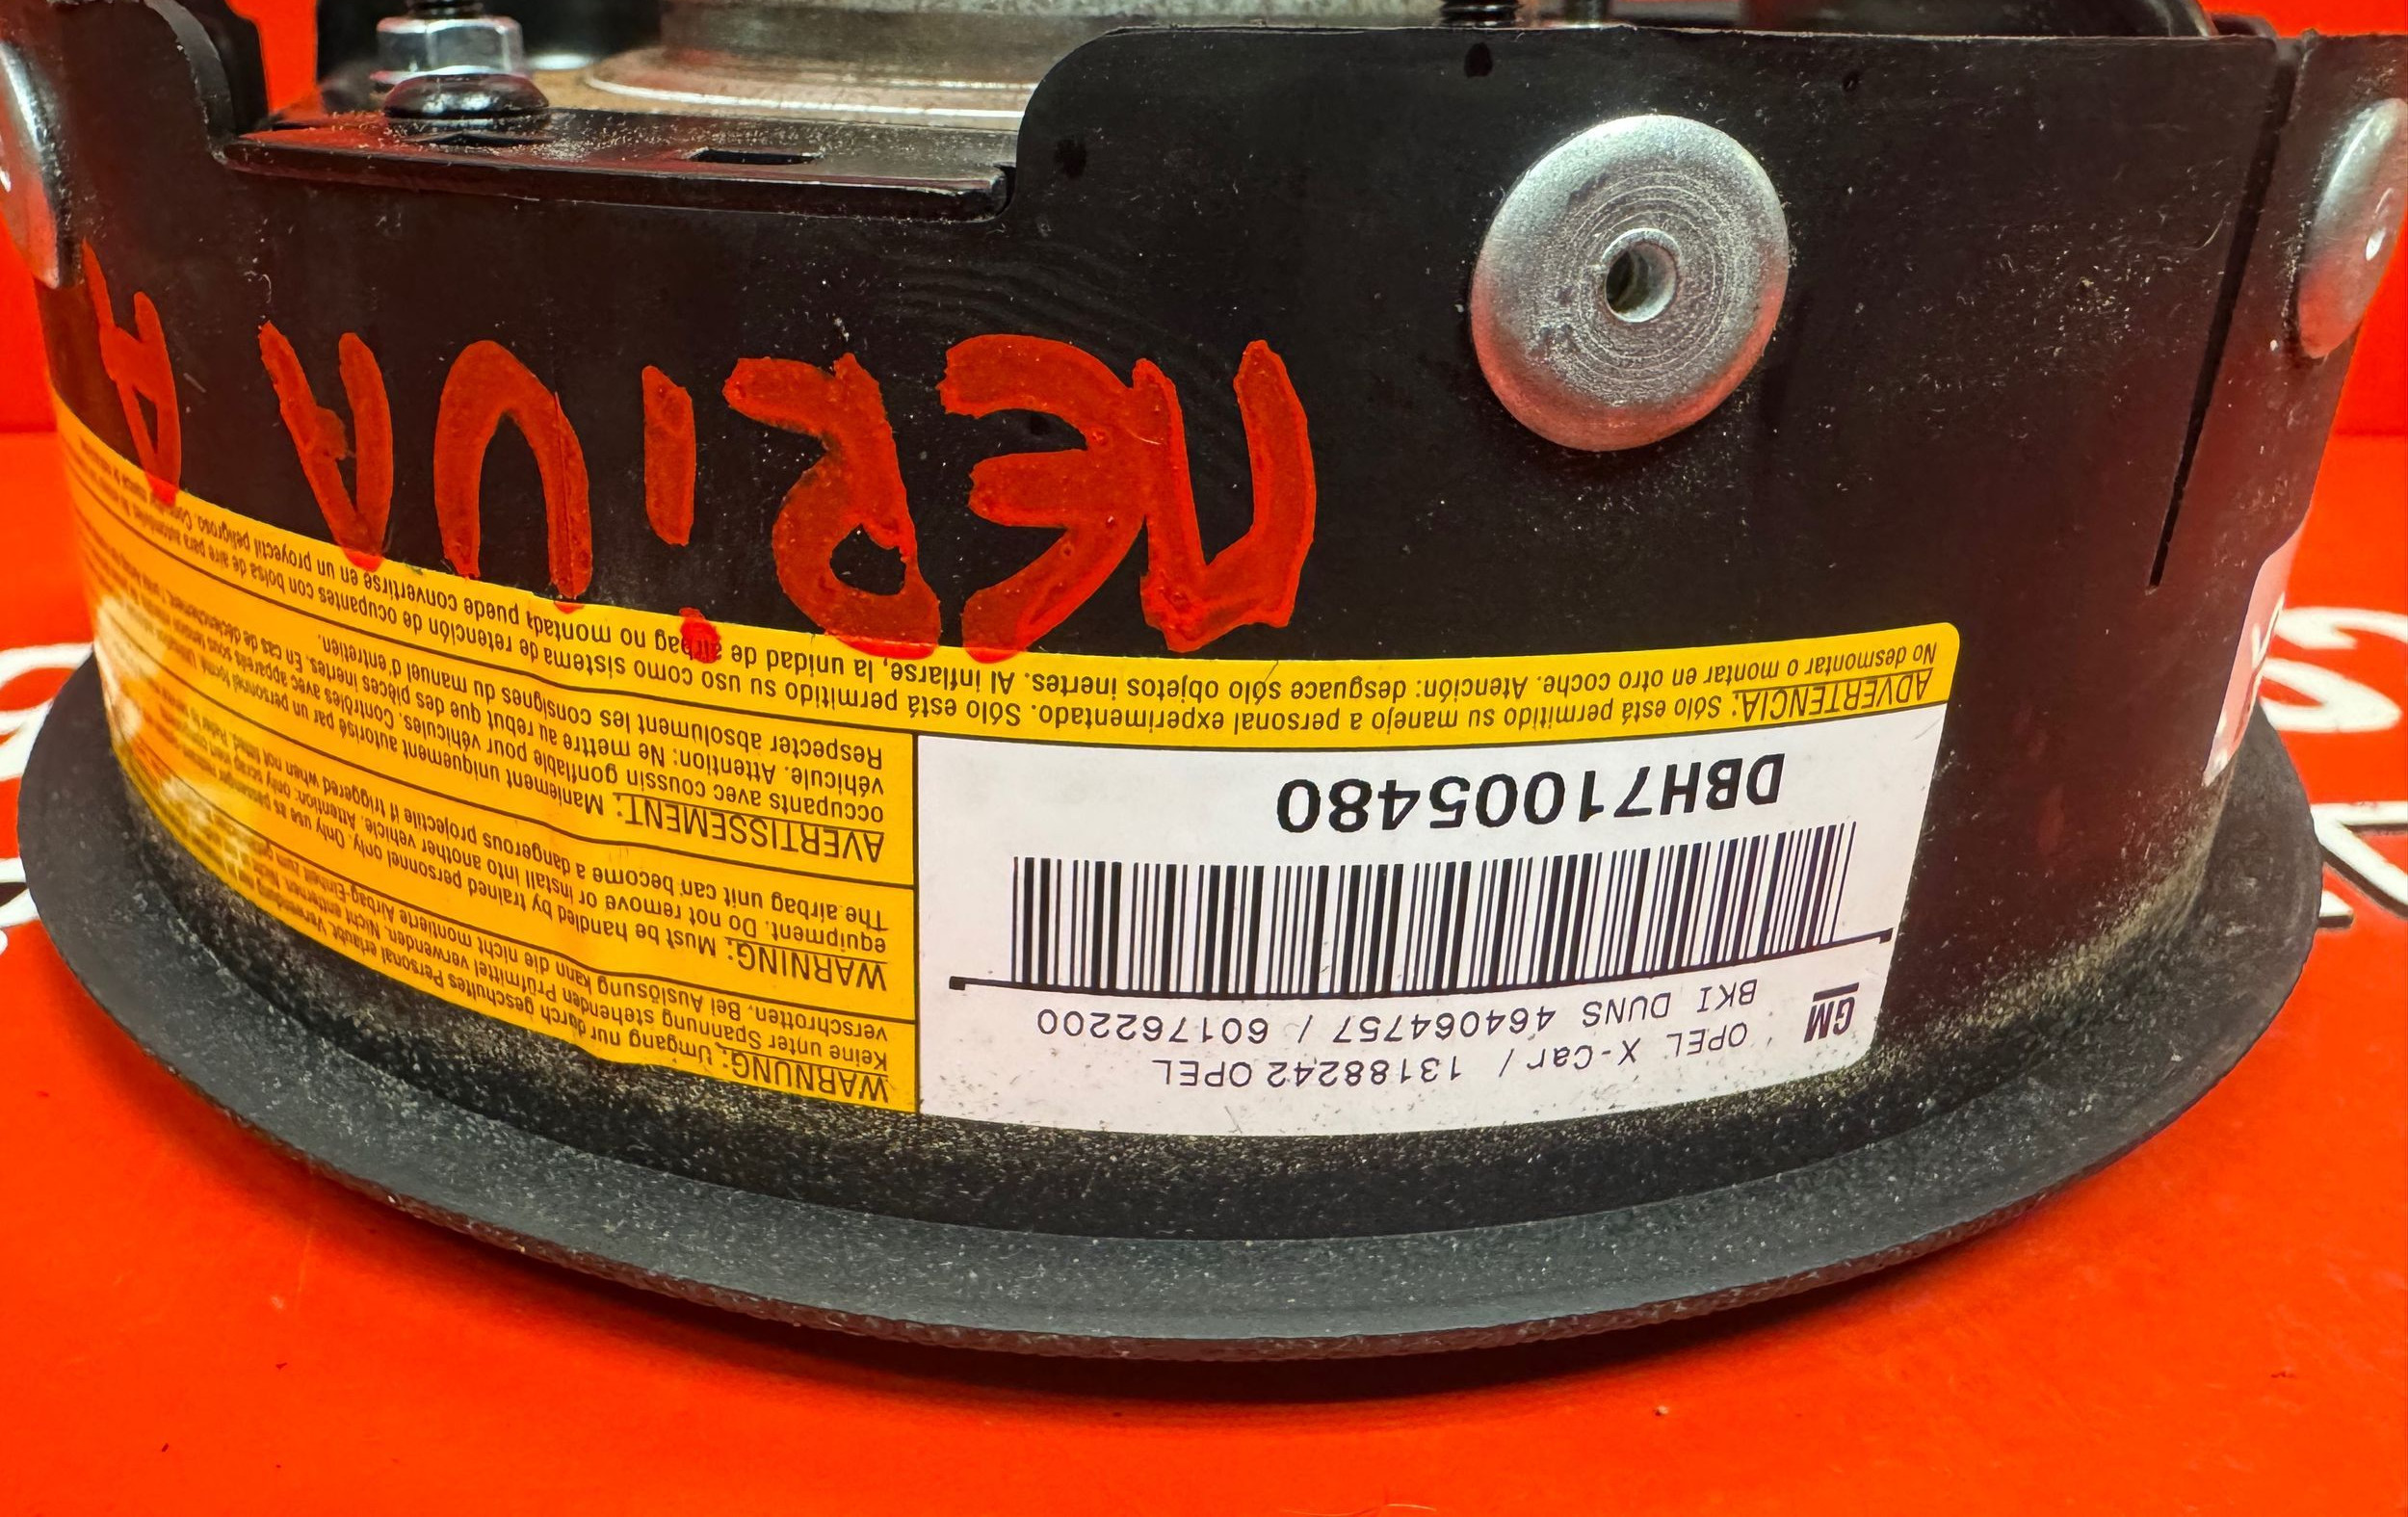 OPEL X-Car / 13188242 OPEL
GM BKI DUNS 464064757 / 601762200
DBH71005480
WARNUNG: Umgang nur durch geschultes Personal erlaubt.
Keine unter Spannung stehenden Prüfmittel verwenden. Nicht entfernen
verschrotten. Bei Auslösung kann die nicht montierte Airbag-Einheit zum
WARNING: Must be handled by trained personnel only. Only use as passenger
equipment. Do not remove or install into another vehicle. Attention: only scrap
The airbag unit can become a dangerous projectile if triggered when not fitted.
AVERTISSEMENT: Maniement uniquement autorisé par un personnel formé.
occupants avec coussin gonflable pour véhicules. Contrôles avec appareils sous tension
véhicule. Attention: Ne mettre au rebut que des pièces inertes. En cas de déclenchement,
Respecter absolument les consignes du manuel d'entretien.
ADVERTENCIA: Sólo está permitido su manejo a personal experimentado. Sólo está permitido su uso como sistema de retención de ocupantes con bolsa de aire para automóviles.
No desmontar o montar en otro coche. Atención: desguace sólo objetos inertes. Al inflarse, la unidad de airbag no montada puede convertirse en un proyectil peligroso.
MERIVA A